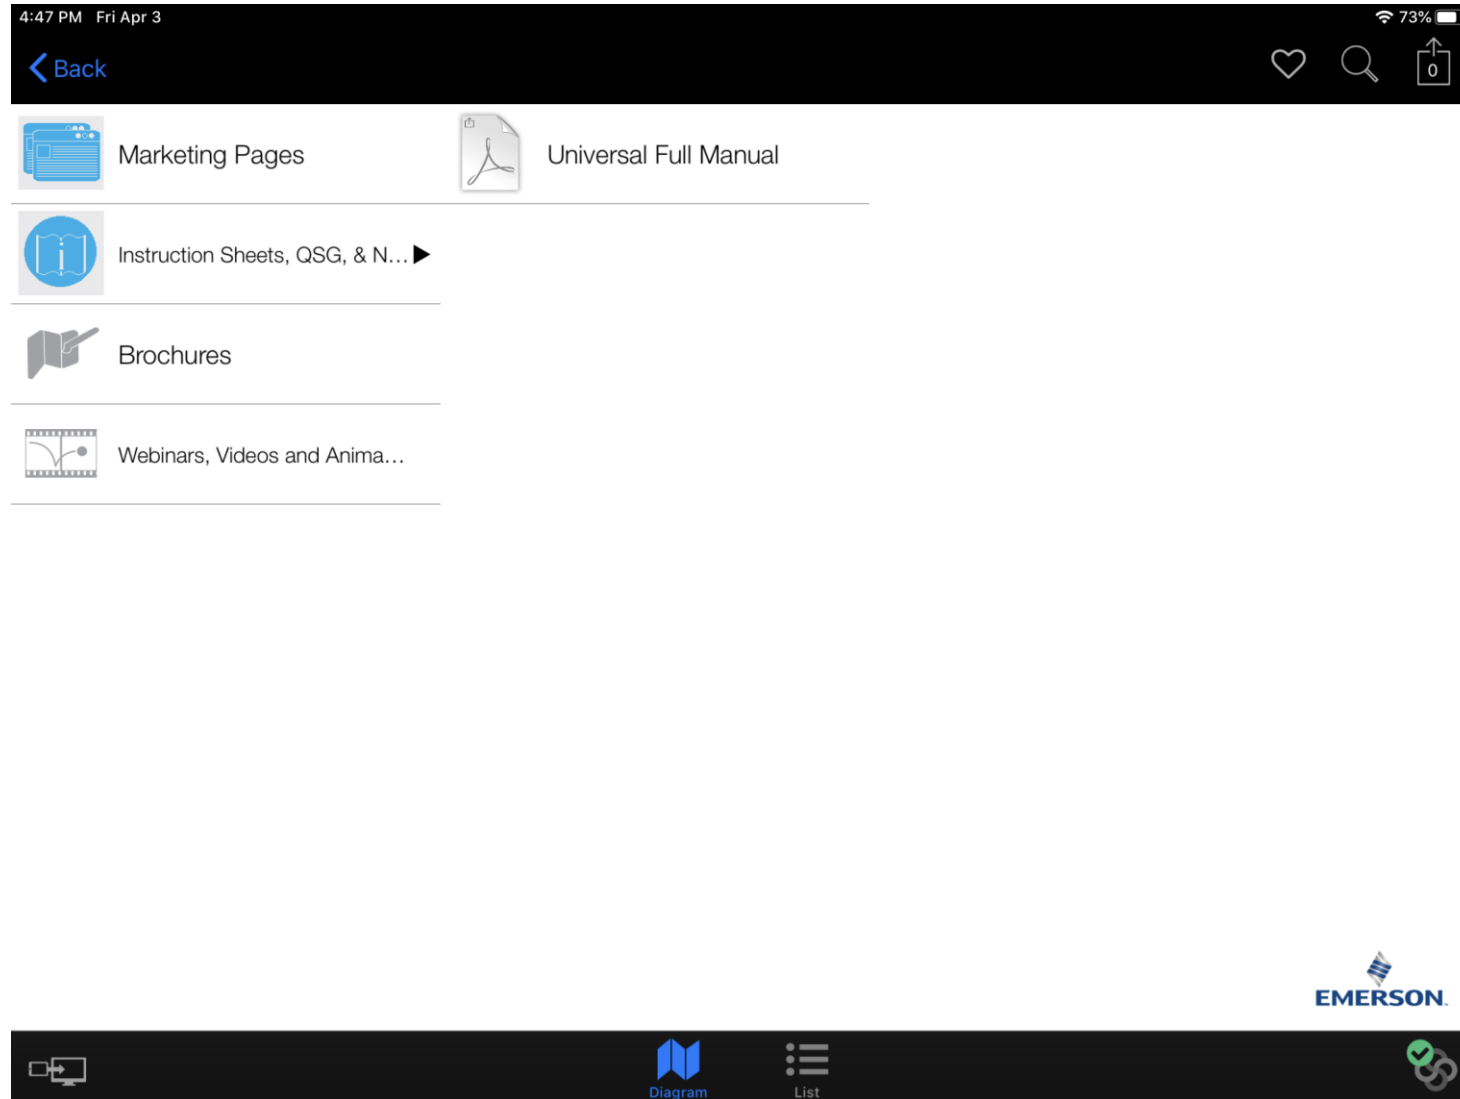 4:47 PM Fri Apr 3
73%
Back
0
Marketing Pages
Universal Full Manual
Instruction Sheets, QSG, & N...
Brochures
Webinars, Videos and Anima...
EMERSON
Diagram
List